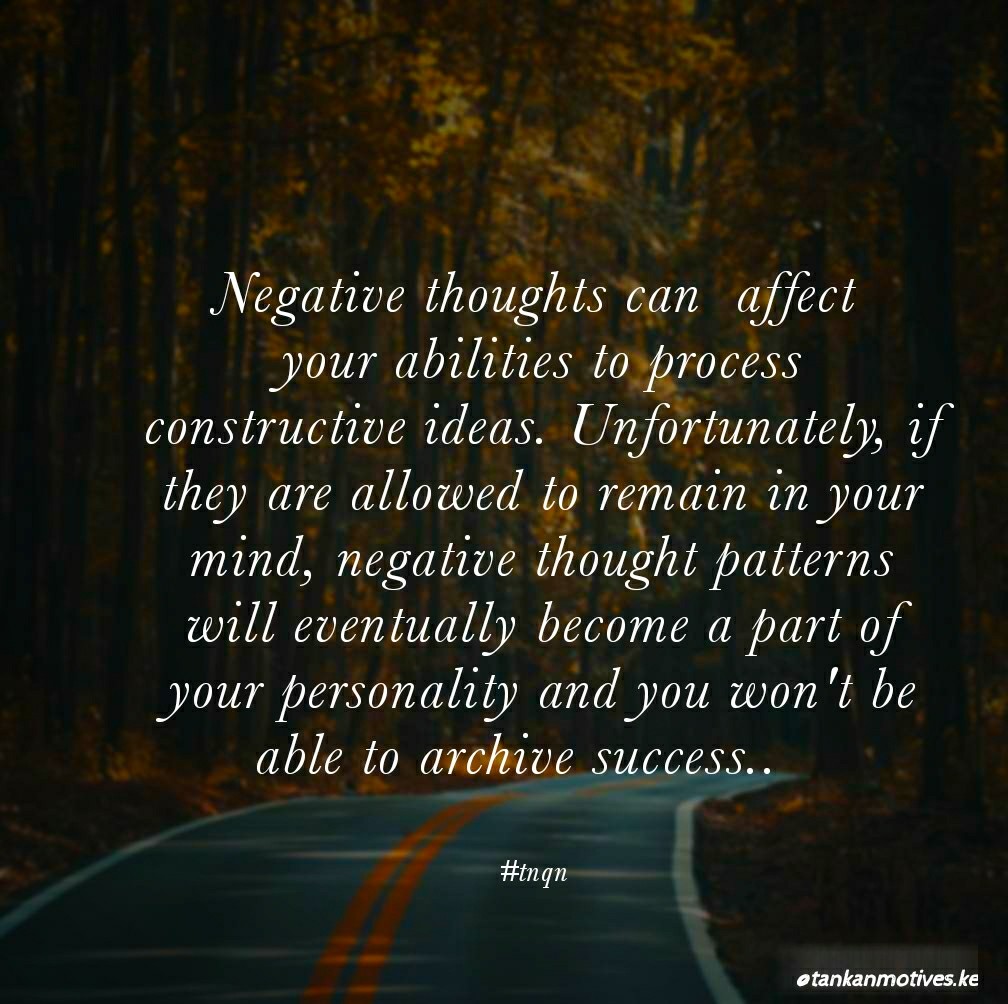 Negative thoughts can  affect
your abilities to process
constructive ideas. Unfortunately, if
they are allowed to remain in your
mind, negative thought patterns
will eventually become a part of
your personality and you won't be
able to archive success..
#tnqn
@tankanmotives.ke